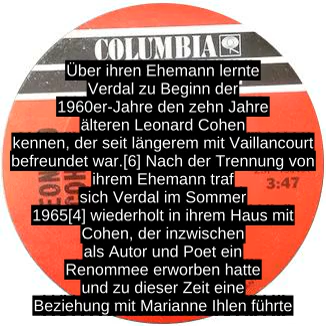 COLUMBIA
Über ihren Ehemann lernte
Verdal zu Beginn der
1960er-Jahre den zehn Jahre
älteren Leonard Cohen
kennen, der seit längerem mit Vaillancourt
befreundet war.[6] Nach der Trennung von
ihrem Ehemann traf
3:47
sich Verdal im Sommer
1965[4] wiederholt in ihrem Haus mit
Cohen, der inzwischen
als Autor und Poet ein
Renommee erworben hatte
und zu dieser Zeit eine
Beziehung mit Marianne Ihlen führte